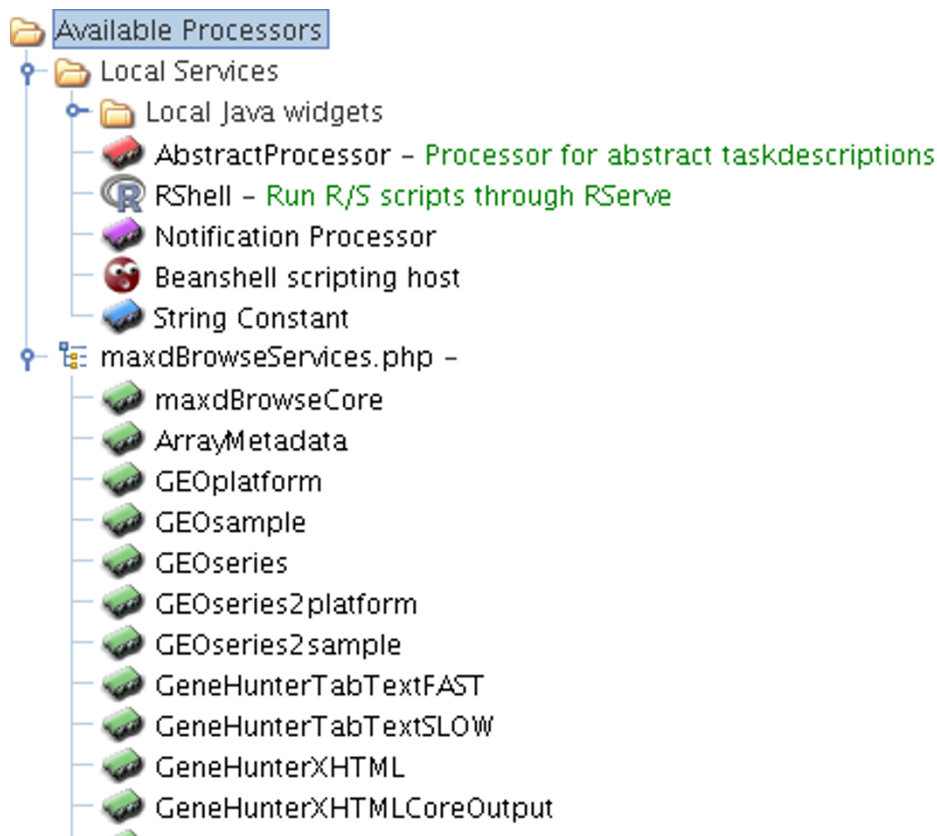 Available Processors
Local Services
Local Java widgets
AbstractProcessor – Processor for abstract taskdescriptions
RShell – Run R/S scripts through RServe
Notification Processor
Beanshell scripting host
String Constant
maxdBrowseServices.php –
maxdBrowseCore
ArrayMetadata
GEOplatform
GEOsample
GEOseries
GEOseries2platform
GEOseries2sample
GeneHunterTabTextFAST
GeneHunterTabTextSLOW
GeneHunterXHTML
GeneHunterXHTMLCoreOutput